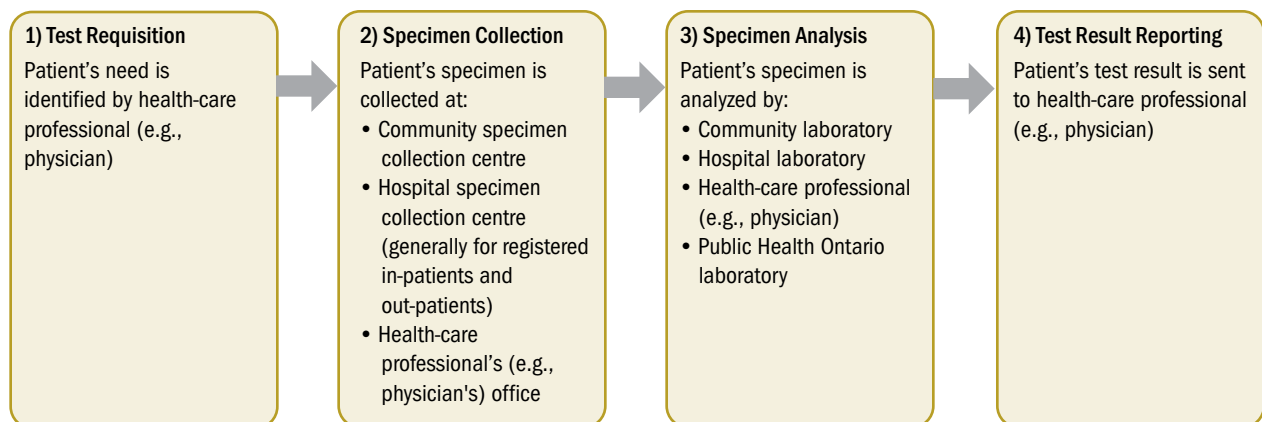 1) Test Requisition
Patient’s need is
identified by health-care
professional (e.g.,
physician)
2) Specimen Collection
Patient’s specimen is
collected at:
• Community specimen
collection centre
• Hospital specimen
collection centre
(generally for registered
in-patients and
out-patients)
• Health-care
professional’s (e.g.,
physician's) office
3) Specimen Analysis
Patient’s specimen is
analyzed by:
• Community laboratory
• Hospital laboratory
• Health-care professional
(e.g., physician)
• Public Health Ontario
laboratory
4) Test Result Reporting
Patient’s test result is sent
to health-care professional
(e.g., physician)